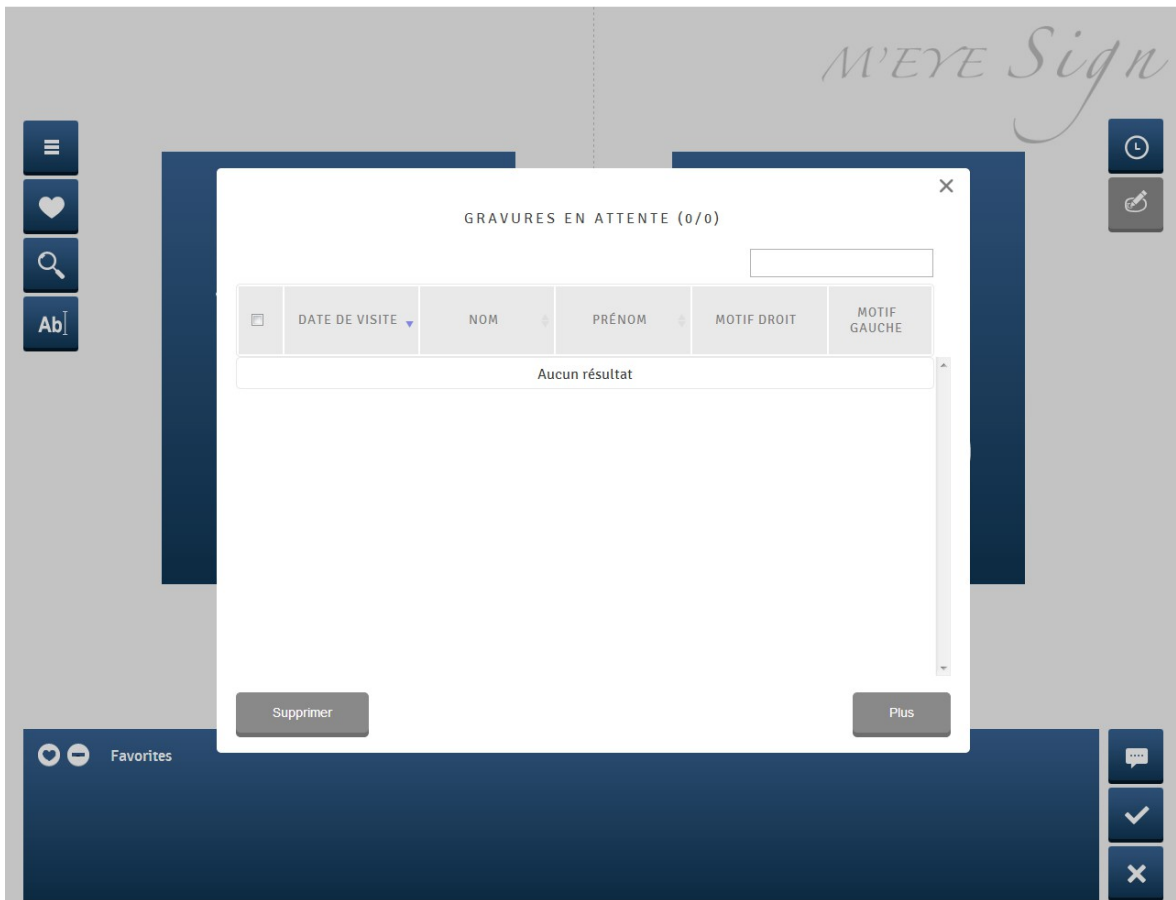 M'EYE Sign
Ab
GRAVURES EN ATTENTE (0/0)
DATE DE VISITE NOM PRÉNOM MOTIF DROIT MOTIF GAUCHE
Aucun résultat
Supprimer Plus
Favorites